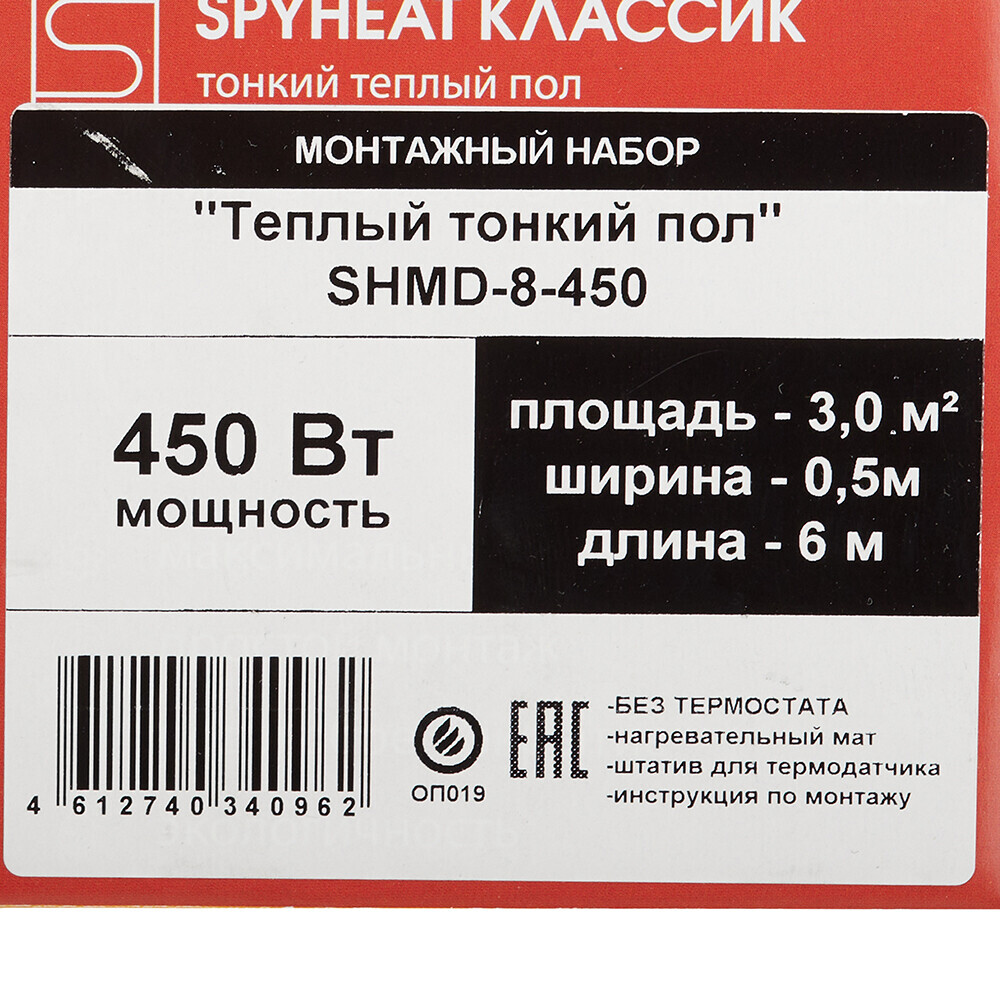 SPYHEAT КЛАССИК
тонкий теплый пол
МОНТАЖНЫЙ НАБОР
"Теплый тонкий пол"
SHMD-8-450
450 Вт
мощность
площадь - 3,0 м²
ширина - 0,5м
длина - 6 м
4 612740 340962
ОП019
EAC
-БЕЗ ТЕРМОСТАТА
-нагревательный мат
-штатив для термодатчика
-инструкция по монтажу